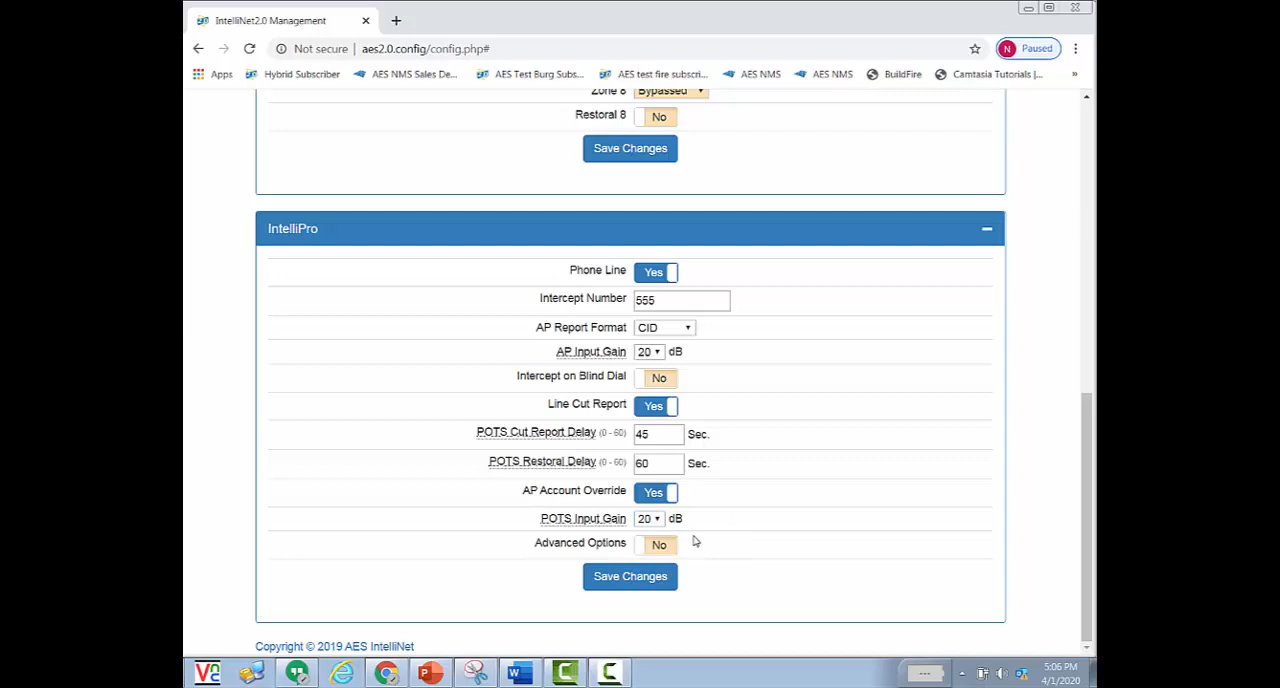 IntelliNet2.0 Management
Not secure | aes2.0.config/config.php#
N Paused
Apps Hybrid Subscriber AES NMS Sales De... AES Test Burg Subs... AES test fire subscri... AES NMS AES NMS BuildFire Camtasia Tutorials |... »
Zone 8 Bypassed
Restoral 8 No
Save Changes
IntelliPro
Phone Line Yes
Intercept Number 555
AP Report Format CID
AP Input Gain 20 dB
Intercept on Blind Dial No
Line Cut Report Yes
POTS Cut Report Delay (0 - 60) 45 Sec.
POTS Restoral Delay (0 - 60) 60 Sec.
AP Account Override Yes
POTS Input Gain 20 dB
Advanced Options No
Save Changes
Copyright © 2019 AES IntelliNet
5:06 PM
4/1/2020